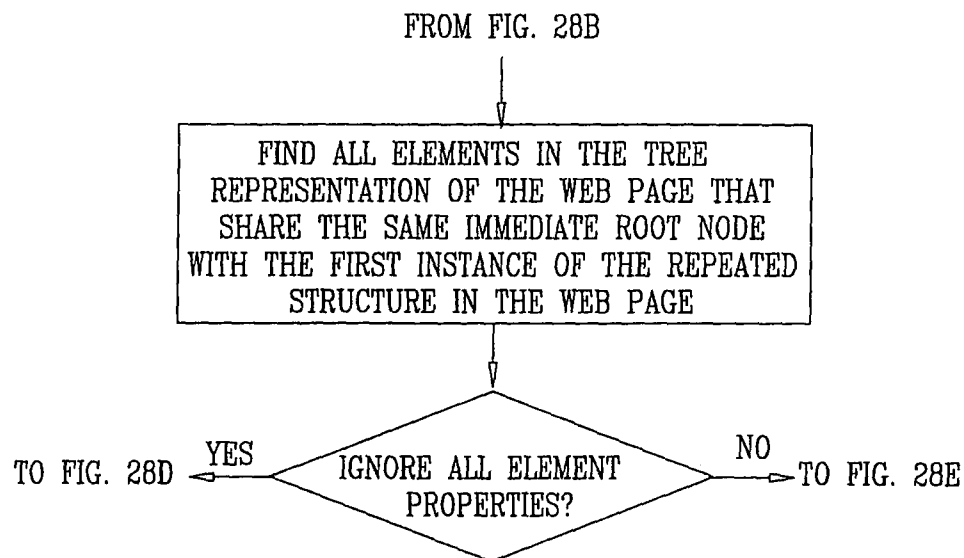 FROM FIG. 28B
FIND ALL ELEMENTS IN THE TREE
REPRESENTATION OF THE WEB PAGE THAT
SHARE THE SAME IMMEDIATE ROOT NODE
WITH THE FIRST INSTANCE OF THE REPEATED
STRUCTURE IN THE WEB PAGE
YES
NO
TO FIG. 28D
IGNORE ALL ELEMENT
PROPERTIES?
TO FIG. 28E